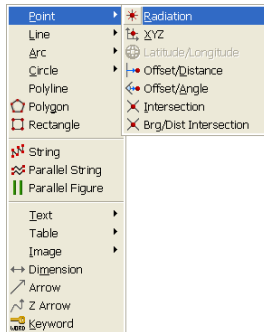 Point
Line
Arc
Circle
Polyline
Polygon
Rectangle
String
Parallel String
Parallel Figure
Text
Table
Image
Dimension
Arrow
Z Arrow
Keyword
Radiation
XYZ
Latitude/Longitude
Offset/Distance
Offset/Angle
Intersection
Brg/Dist Intersection